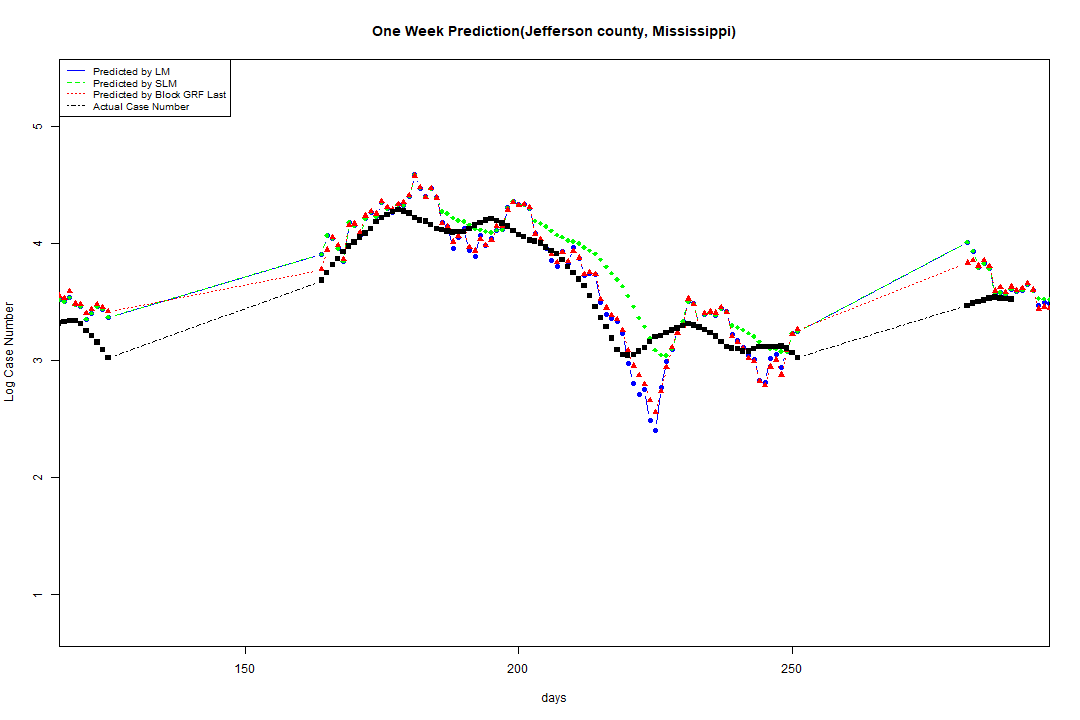 One Week Prediction(Jefferson county, Mississippi)
Predicted by LM
Predicted by SLM
Predicted by Block GRF Last
Actual Case Number
5
4
3
2
1
Log Case Number
150
200
250
days